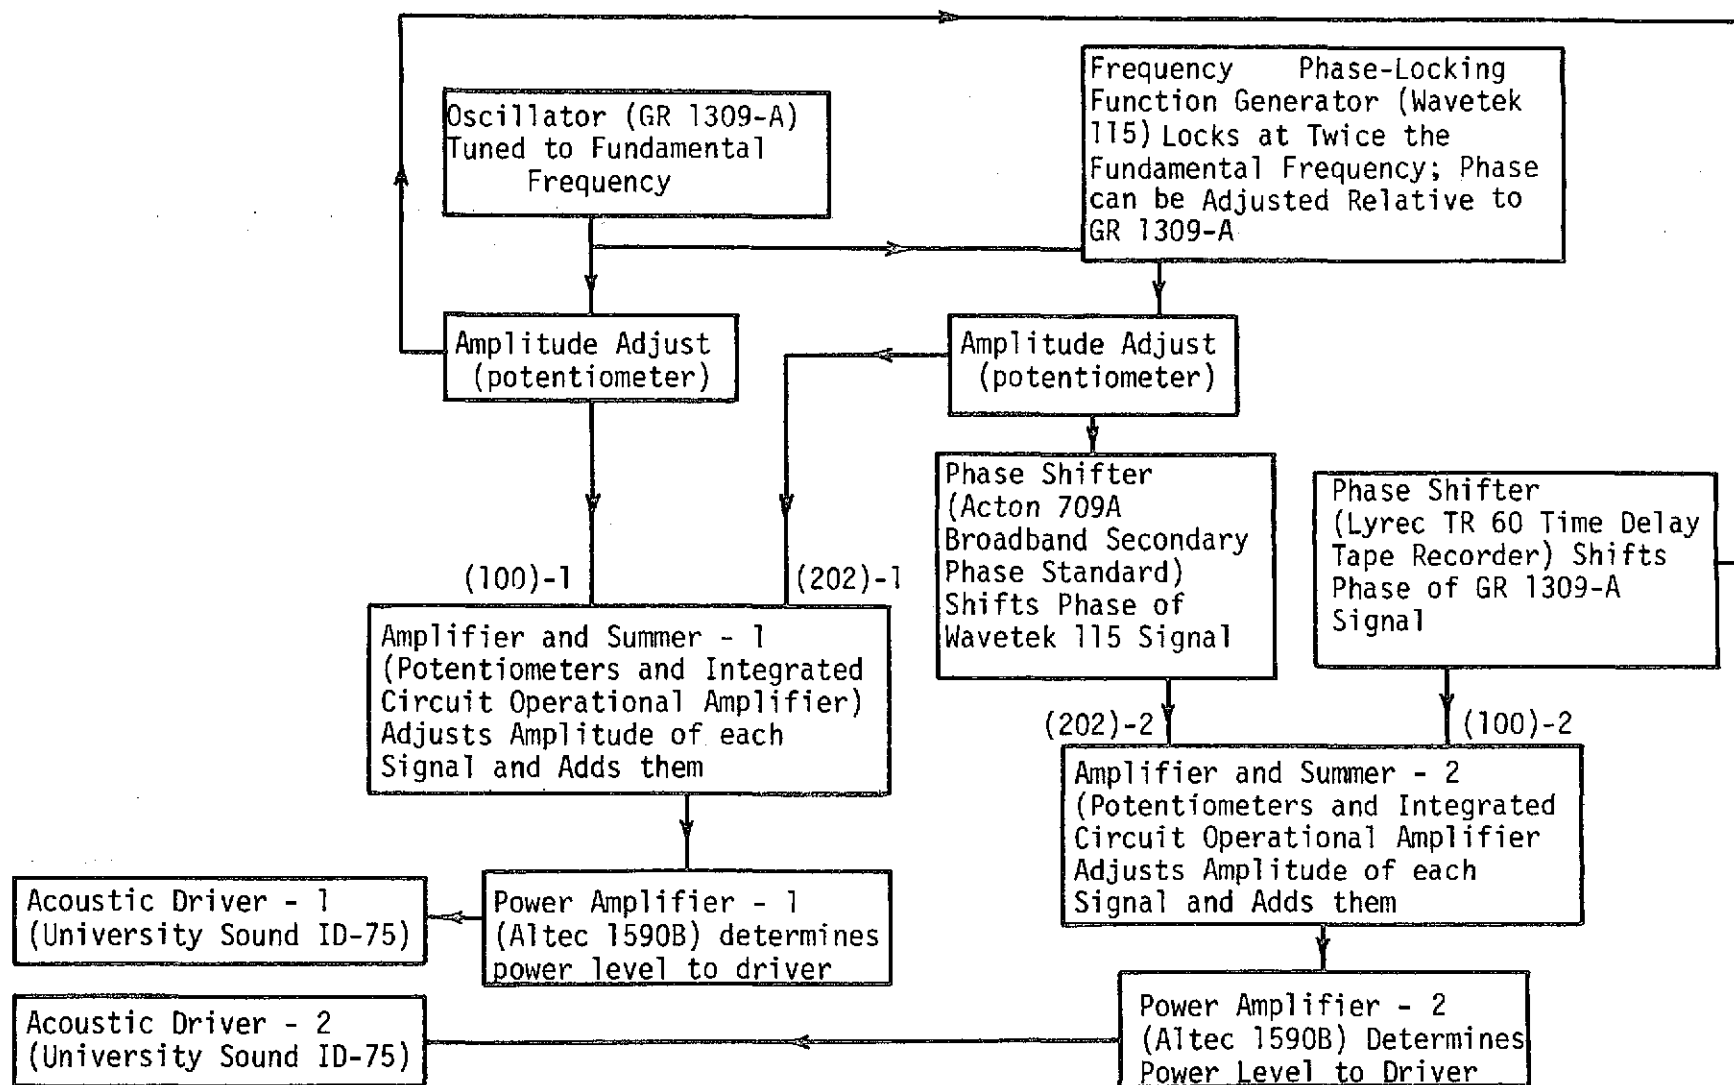 Oscillator (GR 1309-A)
Tuned to Fundamental
Frequency
Frequency Phase-Locking
Function Generator (Wavetek
115) Locks at Twice the
Fundamental Frequency; Phase
can be Adjusted Relative to
GR 1309-A
Amplitude Adjust
(potentiometer)
Amplitude Adjust
(potentiometer)
Phase Shifter
(Acton 709A
Broadband Secondary
Phase Standard)
Shifts Phase of
Wavetek 115 Signal
Phase Shifter
(Lyrec TR 60 Time Delay
Tape Recorder) Shifts
Phase of GR 1309-A
Signal
(100)-1
(202)-1
Amplifier and Summer - 1
(Potentiometers and Integrated
Circuit Operational Amplifier)
Adjusts Amplitude of each
Signal and Adds them
(202)-2
(100)-2
Amplifier and Summer - 2
(Potentiometers and Integrated
Circuit Operational Amplifier
Adjusts Amplitude of each
Signal and Adds them
Acoustic Driver - 1
(University Sound ID-75)
Power Amplifier - 1
(Altec 1590B) determines
power level to driver
Acoustic Driver - 2
(University Sound ID-75)
Power Amplifier - 2
(Altec 1590B) Determines
Power Level to Driver